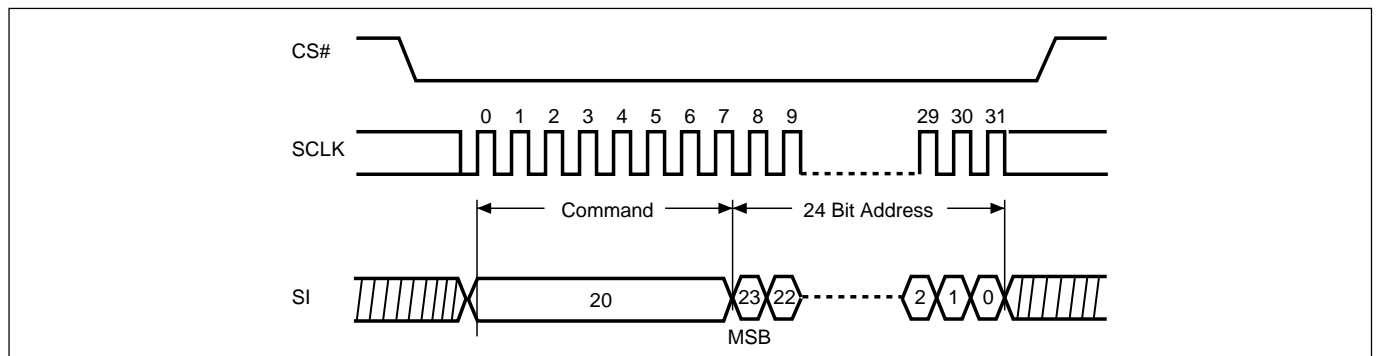 CS#
0 1 2 3 4 5 6 7 8 9 29 30 31
SCLK
Command 24 Bit Address
SI 20 23 22 2 1 0
MSB